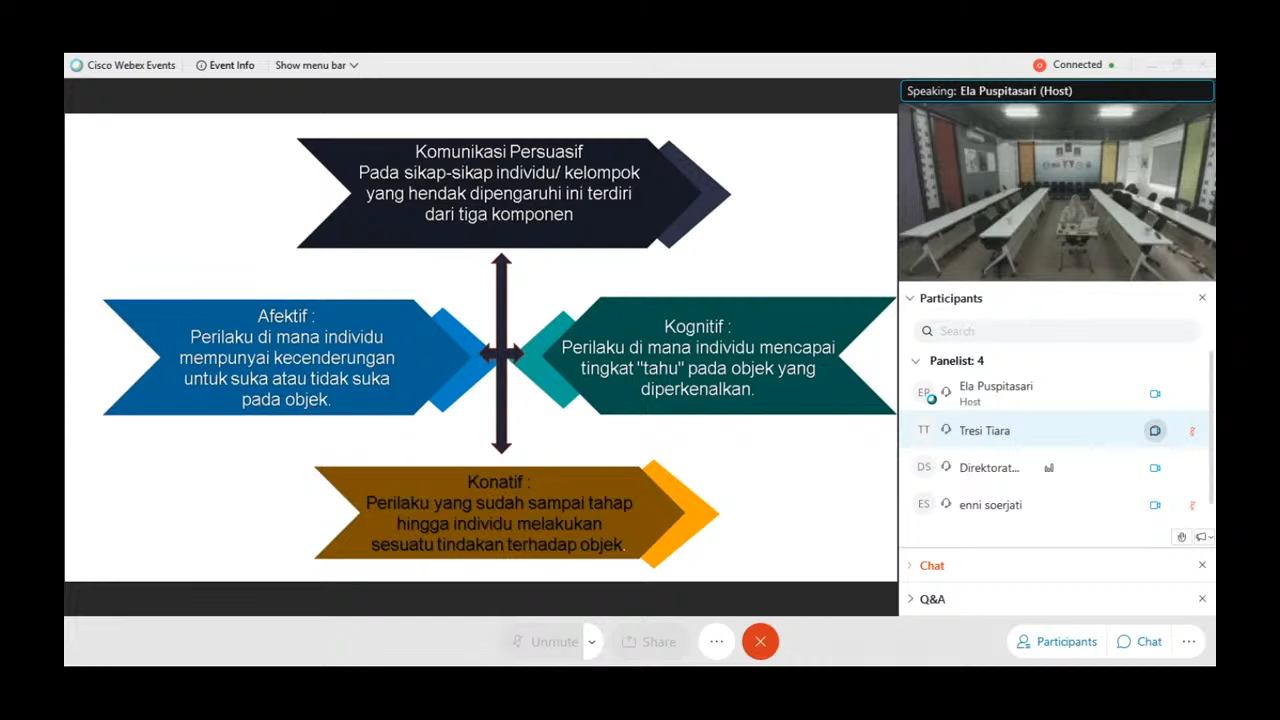 Cisco Webex Events
Event Info
Show menu bar
Connected
Komunikasi Persuasif
Pada sikap-sikap individu/ kelompok
yang hendak dipengaruhi ini terdiri
dari tiga komponen
Afektif :
Perilaku di mana individu
mempunyai kecenderungan
untuk suka atau tidak suka
pada objek.
Kognitif :
Perilaku di mana individu mencapai
tingkat "tahu" pada objek yang
diperkenalkan.
Konatif :
Perilaku yang sudah sampai tahap
hingga individu melakukan
sesuatu tindakan terhadap objek.
Speaking: Ela Puspitasari (Host)
Participants
Search
Panelist: 4
EP
Ela Puspitasari
Host
TT
Tresi Tiara
DS
Direktorat...
ES
enni soerjati
Chat
Q&A
Unmute
Share
Participants
Chat